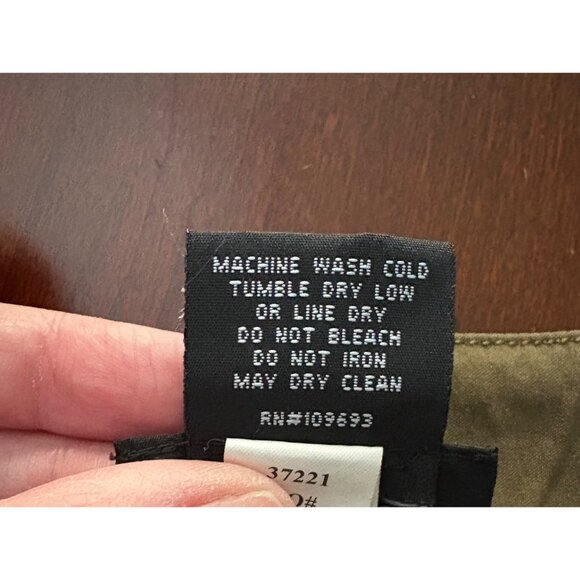 MACHINE WASH COLD
TUMBLE DRY LOW
OR LINE DRY
DO NOT BLEACH
DO NOT IRON
MAY DRY CLEAN
RN#109693
37221